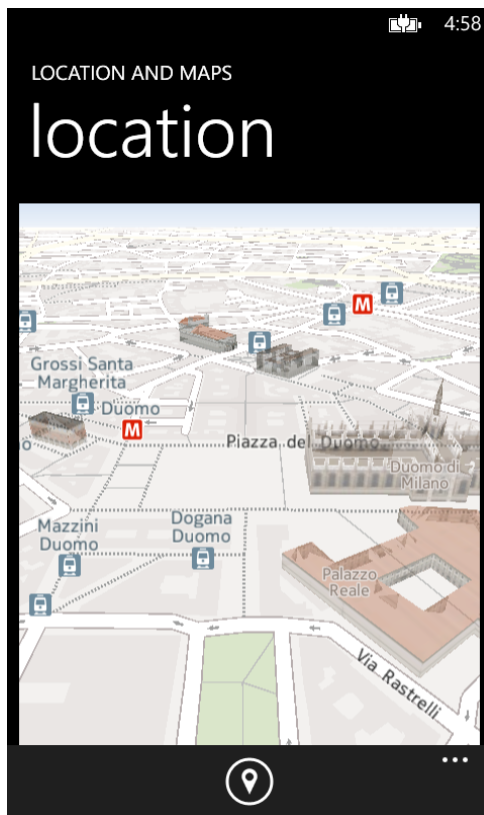 4:58
LOCATION AND MAPS
location
M
Grossi Santa
Margherita
Duomo
M
o
Piazza del Duomo
Duomo di
Milano
Mazzini
Duomo
Dogana
Duomo
Palazzo
Reale
Via Rastrelli
...